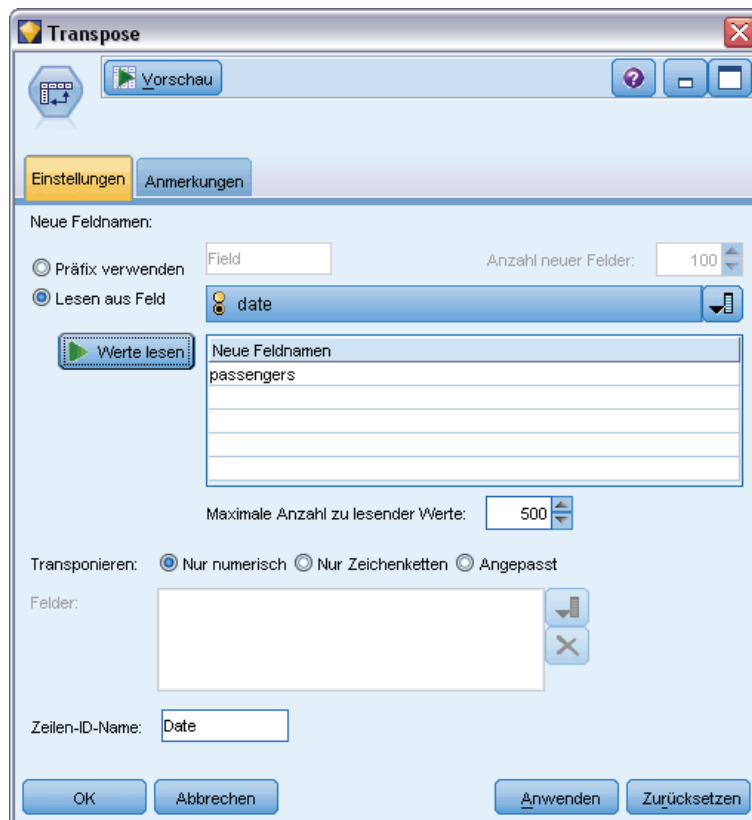 Transpose
Vorschau
Einstellungen Anmerkungen
Neue Feldnamen:
Präfix verwenden Field Anzahl neuer Felder: 100
Lesen aus Feld date
Werte lesen Neue Feldnamen
passengers
Maximale Anzahl zu lesender Werte: 500
Transponieren: Nur numerisch Nur Zeichenketten Angepasst
Felder:
Zeilen-ID-Name: Date
OK Abbrechen Anwenden Zurücksetzen